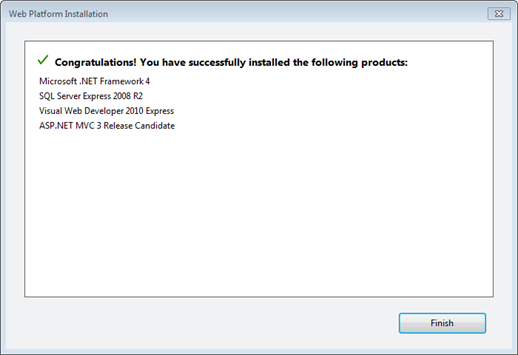 Web Platform Installation
Congratulations! You have successfully installed the following products:
Microsoft .NET Framework 4
SQL Server Express 2008 R2
Visual Web Developer 2010 Express
ASP.NET MVC 3 Release Candidate
Finish